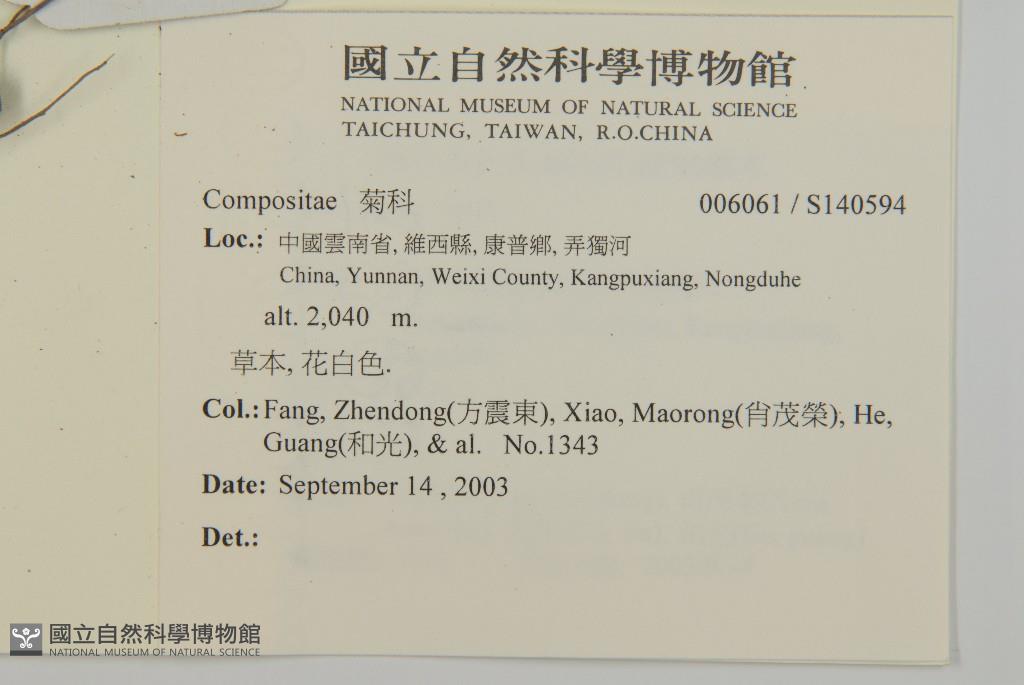 國立自然科學博物館
NATIONAL MUSEUM OF NATURAL SCIENCE
TAICHUNG, TAIWAN, R.O.CHINA
Compositae 菊科 006061 / S140594
Loc.: 中國雲南省, 維西縣, 康普鄉, 弄獨河
China, Yunnan, Weixi County, Kangpuxiang, Nongduhe
alt. 2,040 m.
草本, 花白色.
Col.: Fang, Zhendong(方震東), Xiao, Maorong(肖茂榮), He,
Guang(和光), & al. No.1343
Date: September 14 , 2003
Det.:
國立自然科學博物館
NATIONAL MUSEUM OF NATURAL SCIENCE